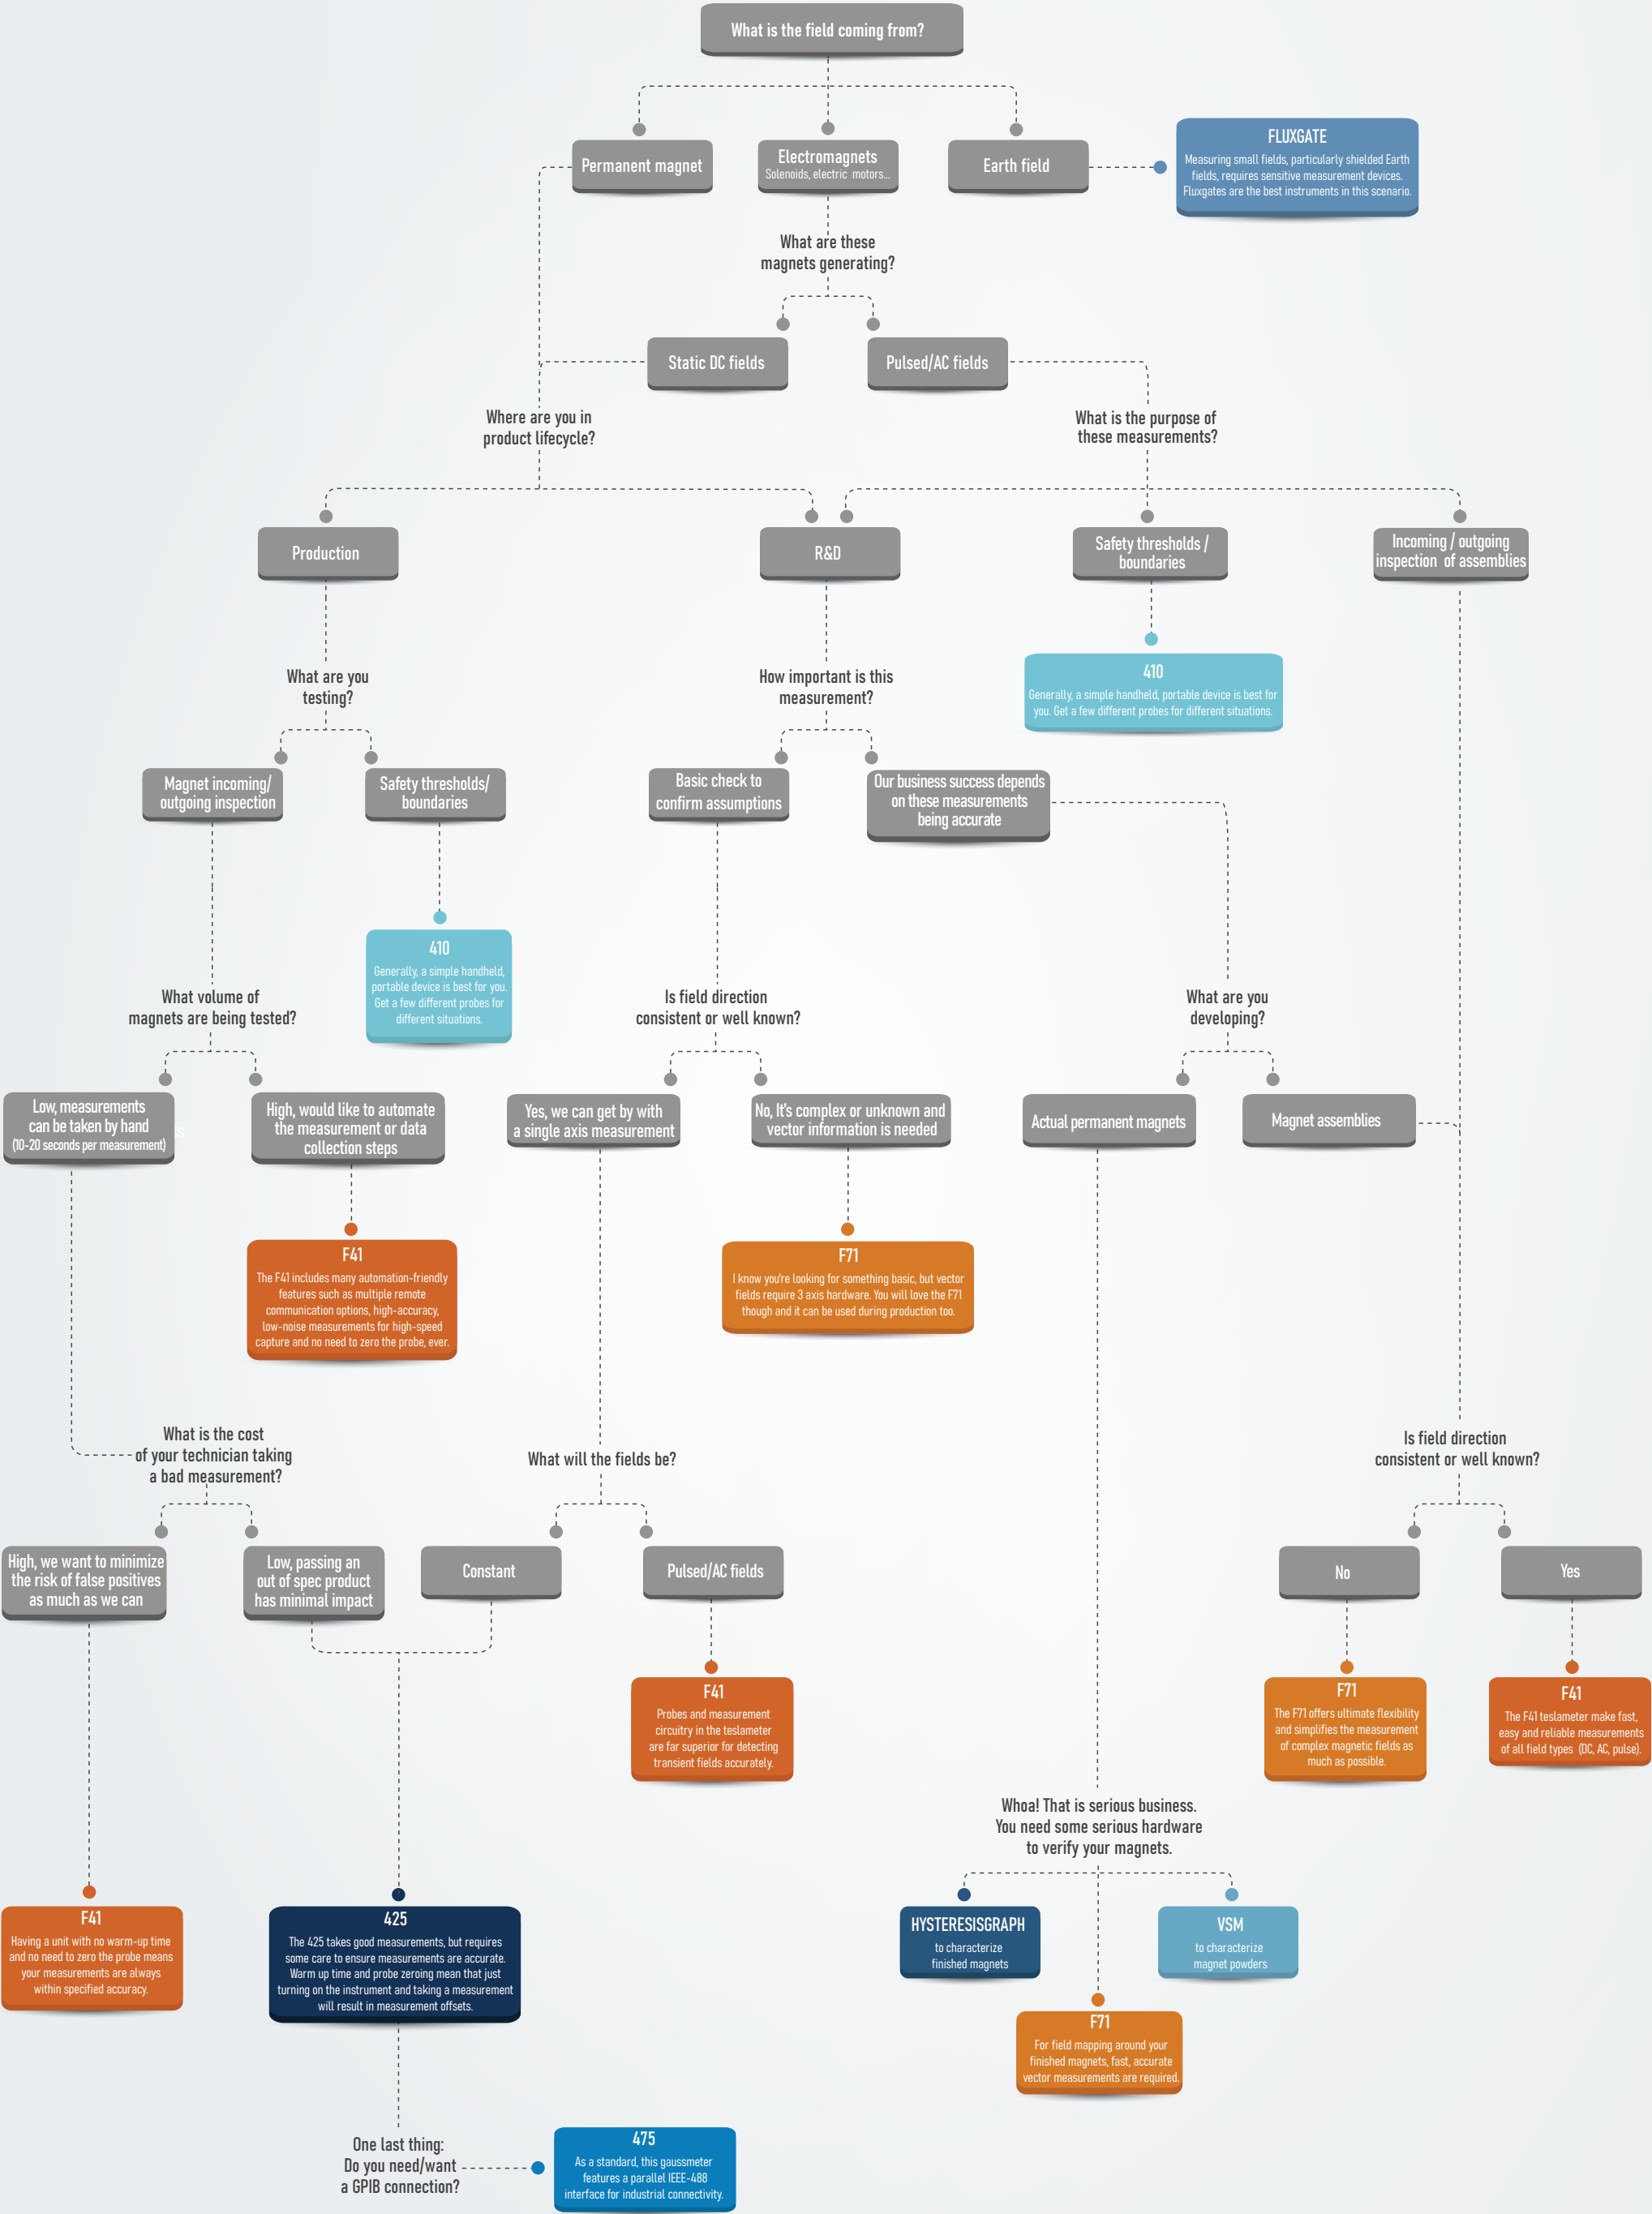 What is the field coming from?
Permanent magnet
Electromagnets
Solenoids, electric motors...
Earth field
FLUXGATE
Measuring small fields, particularly shielded Earth
fields, requires sensitive measurement devices.
Fluxgates are the best instruments in this scenario.
What are these
magnets generating?
Static DC fields
Pulsed/AC fields
Where are you in
product lifecycle?
What is the purpose of
these measurements?
Production
R&D
Safety thresholds /
boundaries
Incoming / outgoing
inspection of assemblies
410
Generally, a simple handheld, portable device is best for
you. Get a few different probes for different situations.
What are you
testing?
How important is this
measurement?
Magnet incoming/
outgoing inspection
Safety thresholds/
boundaries
Basic check to
confirm assumptions
Our business success depends
on these measurements
being accurate
410
Generally, a simple handheld,
portable device is best for you.
Get a few different probes for
different situations.
What volume of
magnets are being tested?
Is field direction
consistent or well known?
What are you
developing?
Low, measurements
can be taken by hand
(10-20 seconds per measurement)
High, would like to automate
the measurement or data
collection steps
Yes, we can get by with
a single axis measurement
No, It's complex or unknown and
vector information is needed
Actual permanent magnets
Magnet assemblies
F41
The F41 includes many automation-friendly
features such as multiple remote
communication options, high-accuracy,
low-noise measurements for high-speed
capture and no need to zero the probe, ever.
F71
I know you're looking for something basic, but vector
fields require 3 axis hardware. You will love the F71
though and it can be used during production too.
What is the cost
of your technician taking
a bad measurement?
What will the fields be?
Is field direction
consistent or well known?
High, we want to minimize
the risk of false positives
as much as we can
Low, passing an
out of spec product
has minimal impact
Constant
Pulsed/AC fields
No
Yes
F41
Probes and measurement
circuitry in the teslameter
are far superior for detecting
transient fields accurately.
F71
The F71 offers ultimate flexibility
and simplifies the measurement
of complex magnetic fields as
much as possible.
F41
The F41 teslameter make fast,
easy and reliable measurements
of all field types (DC, AC, pulse).
Whoa! That is serious business.
You need some serious hardware
to verify your magnets.
F41
Having a unit with no warm-up time
and no need to zero the probe means
your measurements are always
within specified accuracy.
425
The 425 takes good measurements, but requires
some care to ensure measurements are accurate.
Warm up time and probe zeroing mean that just
turning on the instrument and taking a measurement
will result in measurement offsets.
HYSTERESISGRAPH
to characterize
finished magnets
VSM
to characterize
magnet powders
F71
For field mapping around your
finished magnets, fast, accurate
vector measurements are required.
One last thing:
Do you need/want
a GPIB connection?
475
As a standard, this gaussmeter
features a parallel IEEE-488
interface for industrial connectivity.